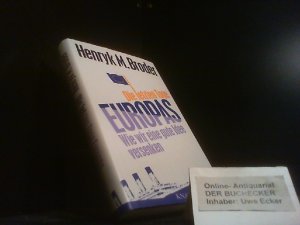 Henryk M. Broder
Die letzten Tage
EUROPAS
Wie wir eine gute Idee
versenken
Online- Antiquariat
DER BUCHECKER
Inhaber: Uwe Ecker